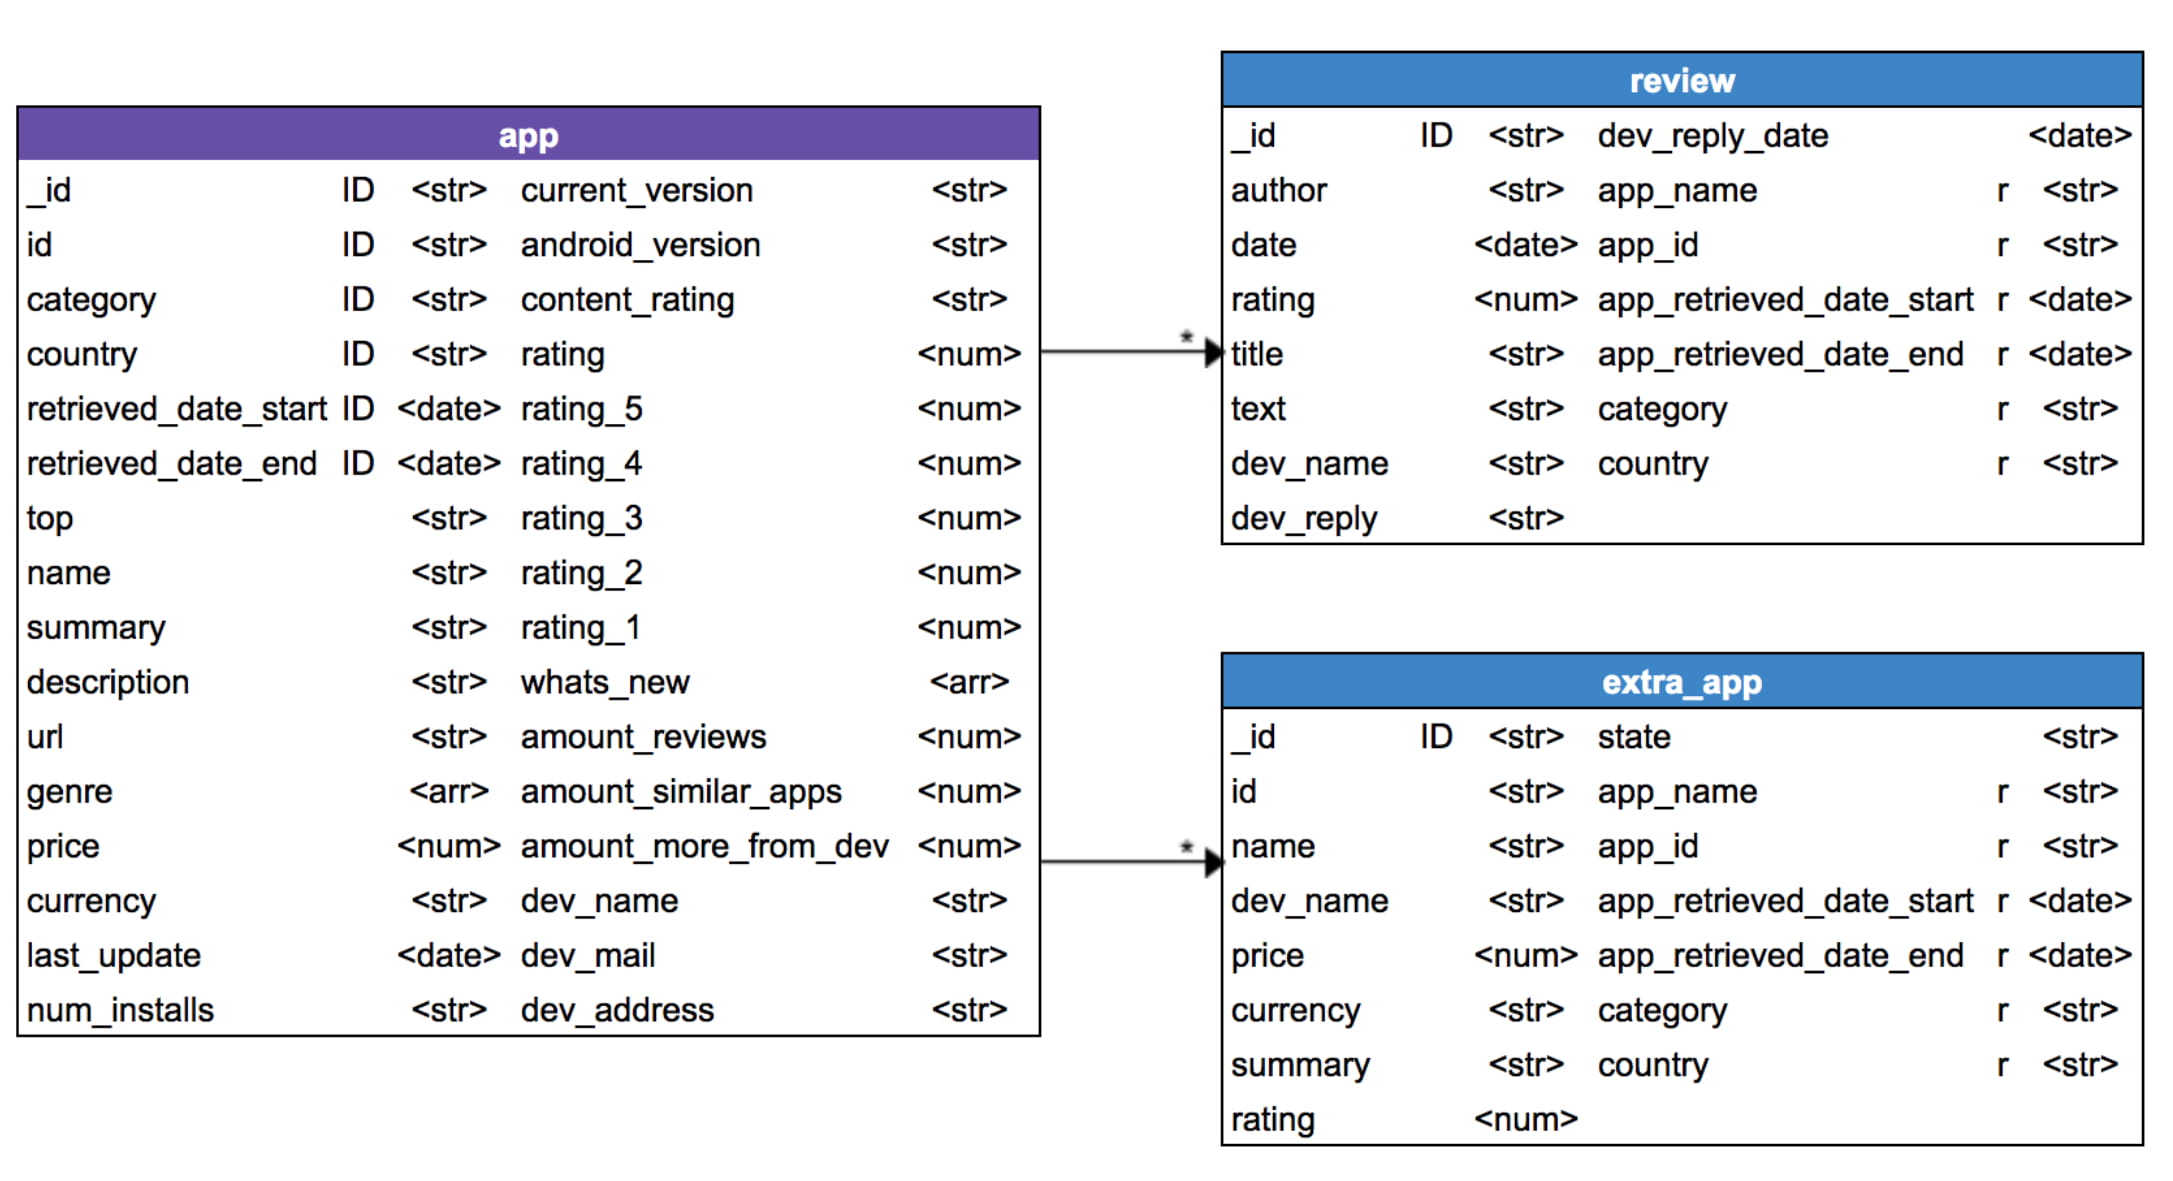 app
_id ID <str> current_version <str>
id ID <str> android_version <str>
category ID <str> content_rating <str>
country ID <str> rating <num>
retrieved_date_start ID <date> rating_5 <num>
retrieved_date_end ID <date> rating_4 <num>
top <str> rating_3 <num>
name <str> rating_2 <num>
summary <str> rating_1 <num>
description <str> whats_new <arr>
url <str> amount_reviews <num>
genre <arr> amount_similar_apps <num>
price <num> amount_more_from_dev <num>
currency <str> dev_name <str>
last_update <date> dev_mail <str>
num_installs <str> dev_address <str>
*
*
review
_id ID <str> dev_reply_date <date>
author <str> app_name r <str>
date <date> app_id r <str>
rating <num> app_retrieved_date_start r <date>
title <str> app_retrieved_date_end r <date>
text <str> category r <str>
dev_name <str> country r <str>
dev_reply <str>
extra_app
_id ID <str> state <str>
id <str> app_name r <str>
name <str> app_id r <str>
dev_name <str> app_retrieved_date_start r <date>
price <num> app_retrieved_date_end r <date>
currency <str> category r <str>
summary <str> country r <str>
rating <num>